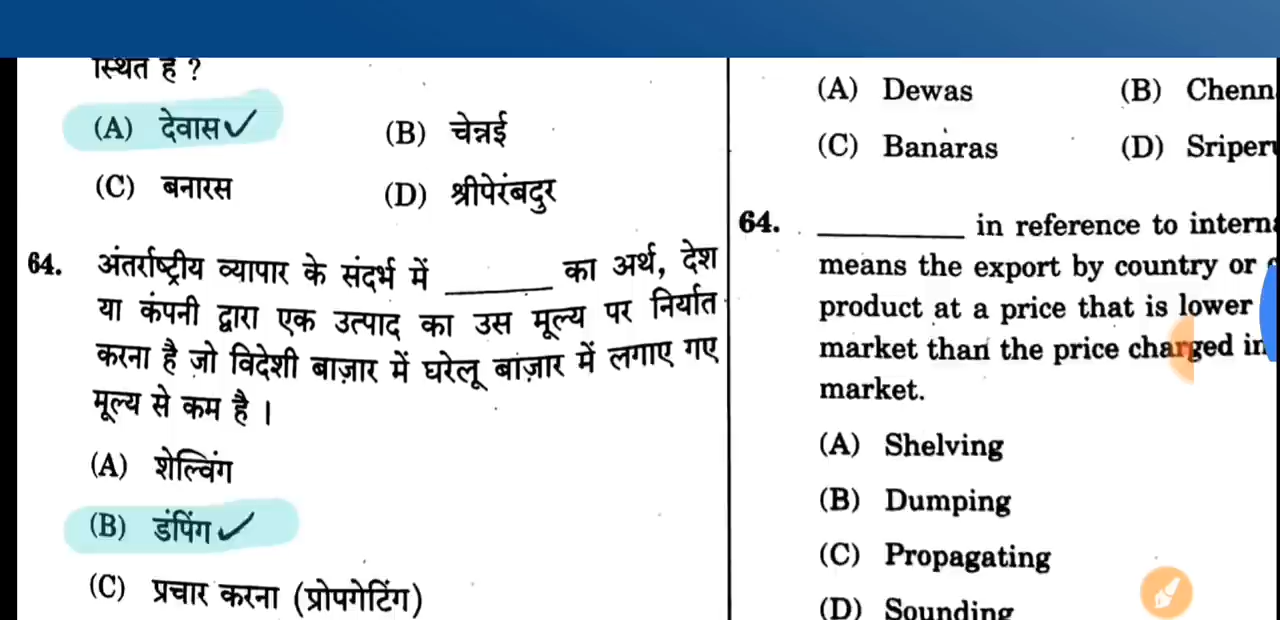 स्थित है ?
(A) देवास
(B) चेन्नई
(C) बनारस
(D) श्रीपेरंबदुर
64. अंतर्राष्ट्रीय व्यापार के संदर्भ में ________ का अर्थ, देश
या कंपनी द्वारा एक उत्पाद का उस मूल्य पर निर्यात
करना है जो विदेशी बाज़ार में घरेलू बाज़ार में लगाए गए
मूल्य से कम है ।
(A) शेल्विंग
(B) डंपिंग
(C) प्रचार करना (प्रोपगेटिंग)
(A) Dewas
(B) Chenn
(C) Banaras
(D) Sriper
64. ________ in reference to intern
means the export by country or
product at a price that is lower
market than the price charged in
market.
(A) Shelving
(B) Dumping
(C) Propagating
(D) Sounding